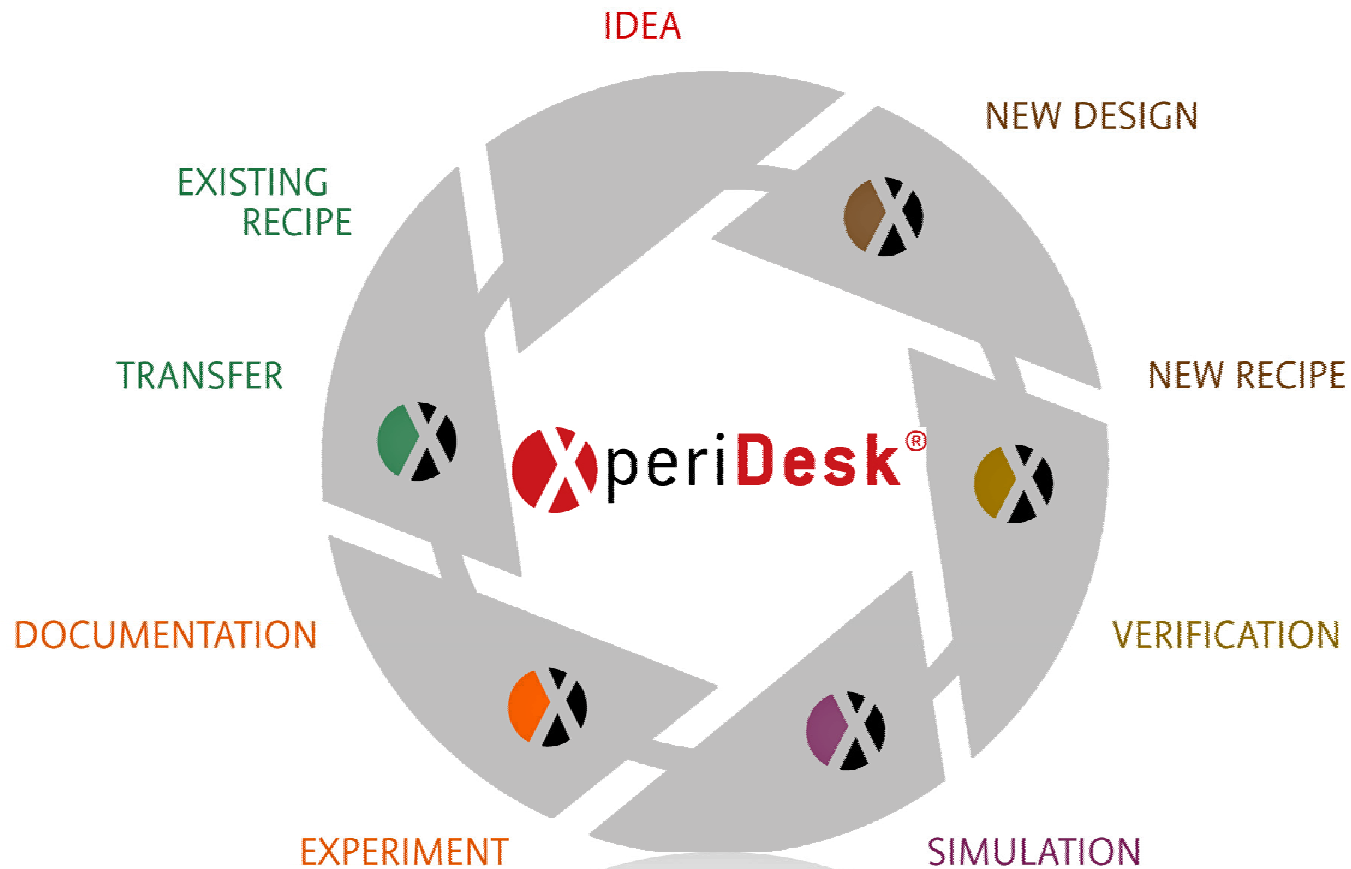 IDEA
NEW DESIGN
EXISTING
RECIPE
TRANSFER
NEW RECIPE
XperiDesk®
DOCUMENTATION
VERIFICATION
EXPERIMENT
SIMULATION